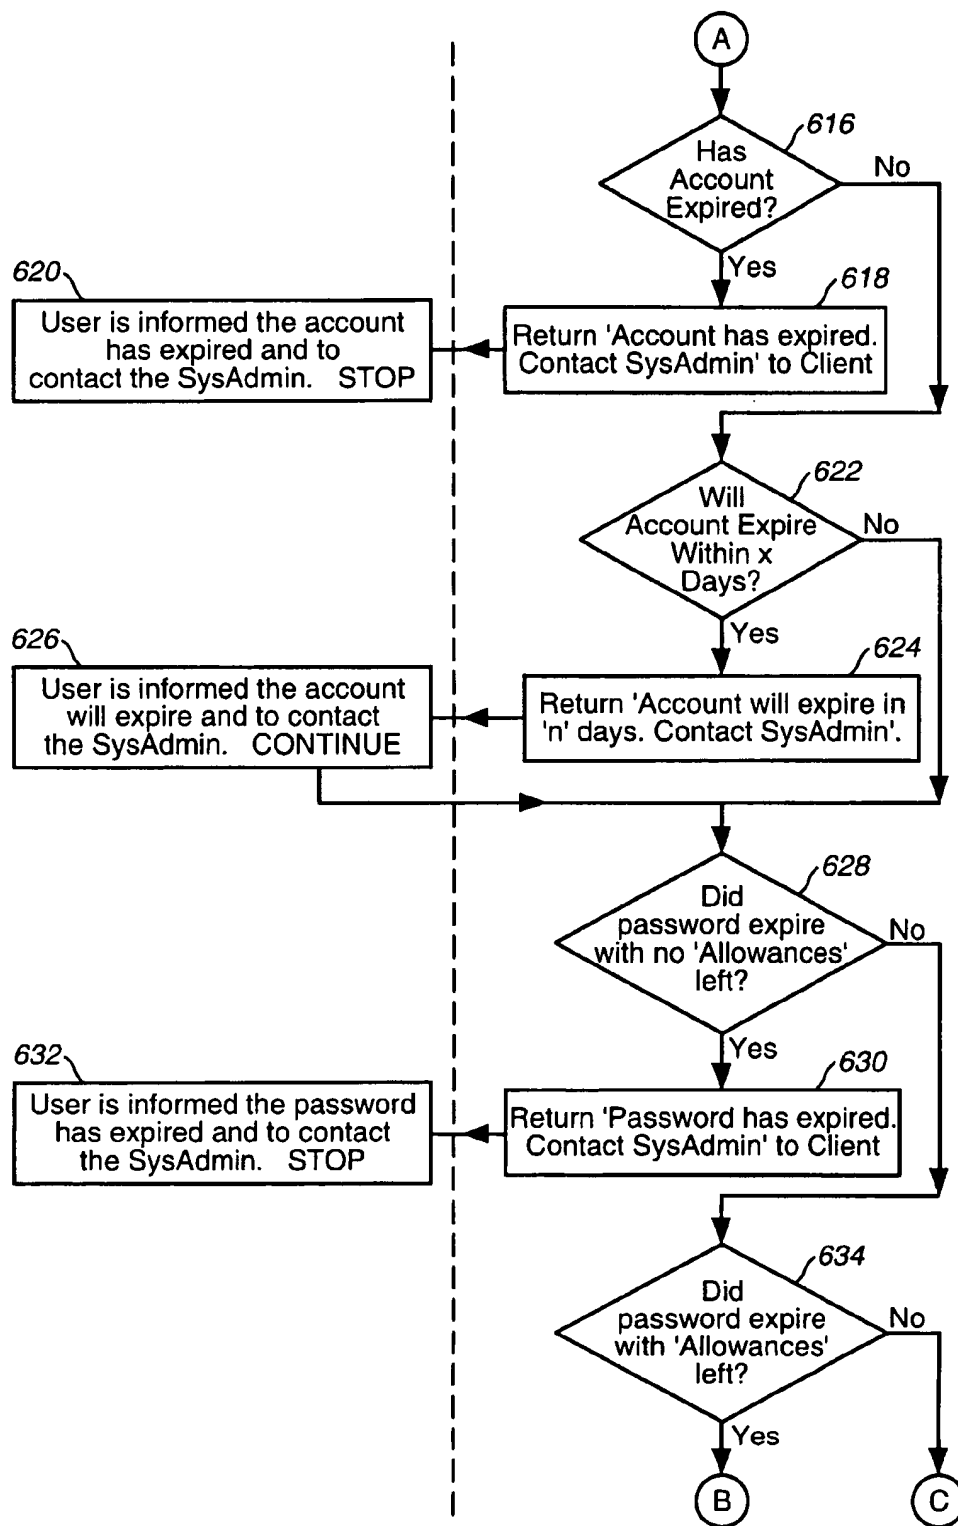 A
616
Has
Account
Expired?
No
Yes
620
618
User is informed the account
has expired and to
contact the SysAdmin. STOP
Return 'Account has expired.
Contact SysAdmin' to Client
622
Will
Account Expire
Within x
Days?
No
Yes
626
624
User is informed the account
will expire and to contact
the SysAdmin. CONTINUE
Return 'Account will expire in
'n' days. Contact SysAdmin'.
628
Did
password expire
with no 'Allowances'
left?
No
Yes
632
630
User is informed the password
has expired and to contact
the SysAdmin. STOP
Return 'Password has expired.
Contact SysAdmin' to Client
634
Did
password expire
with 'Allowances'
left?
No
Yes
B
C